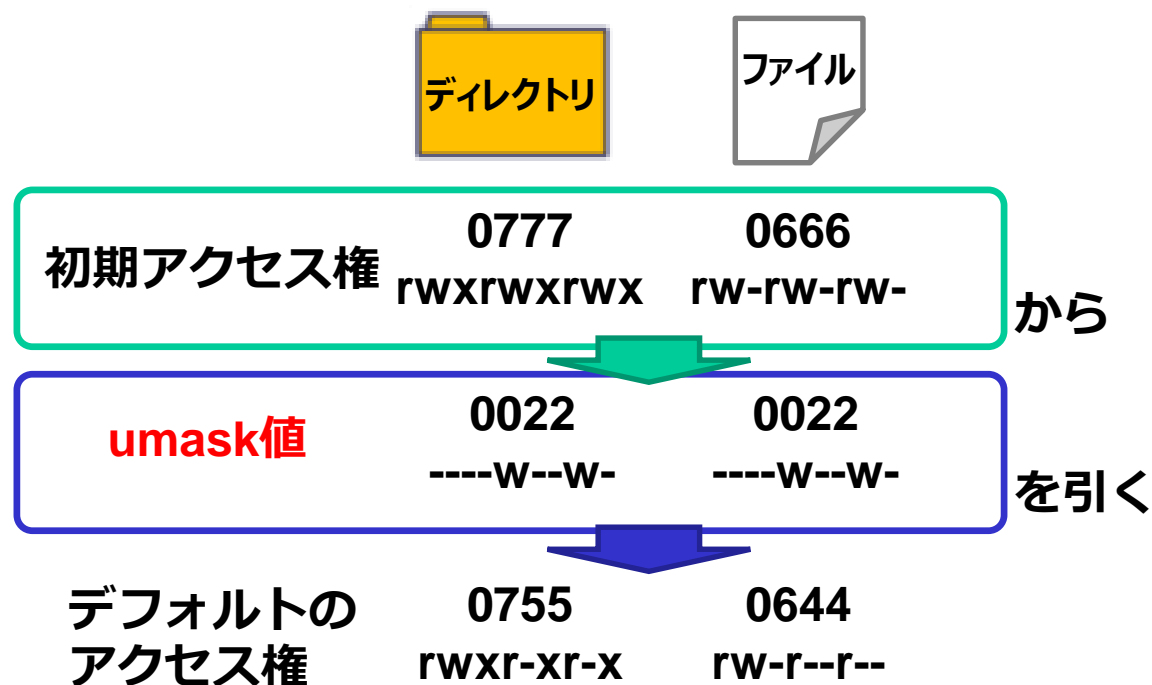 ディレクトリ
ファイル
初期アクセス権
0777
0666
rwxrwxrwx
rw-rw-rw-
から
umask値
0022
0022
----w--w-
----w--w-
を引く
デフォルトの
アクセス権
0755
0644
rwxr-xr-x
rw-r--r--